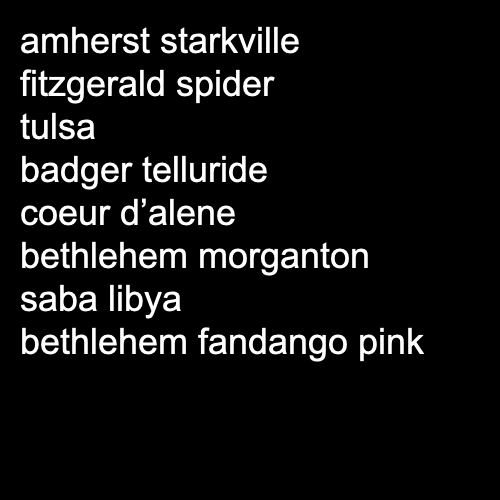 amherst starkville
fitzgerald spider
tulsa
badger telluride
coeur d’alene
bethlehem morganton
saba libya
bethlehem fandango pink